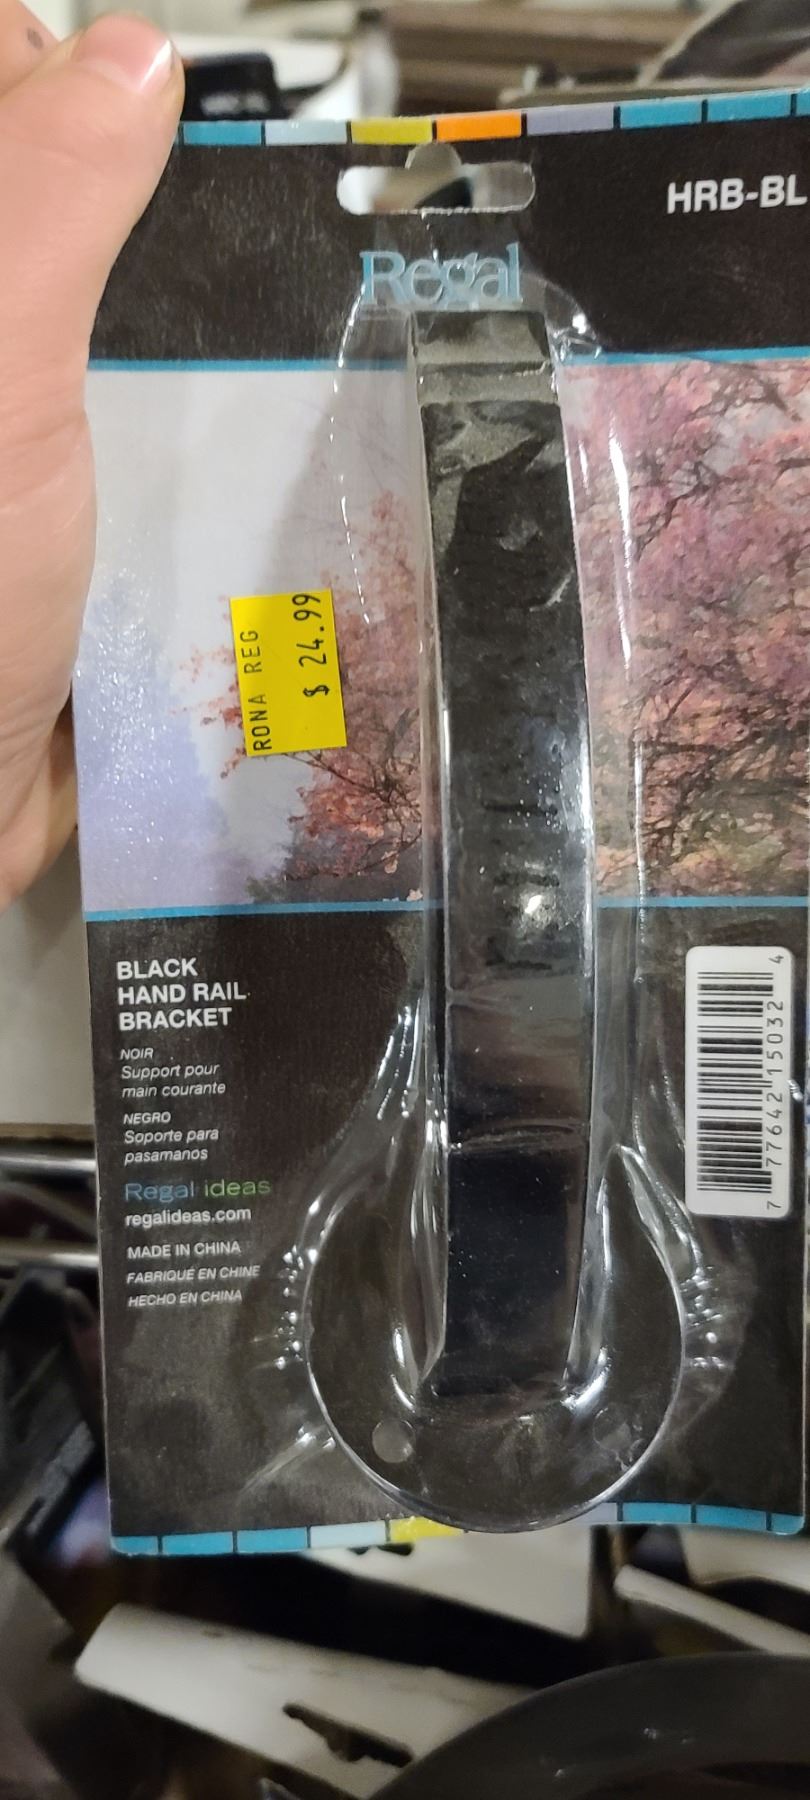 HRB-BL
Regal
RONA REG
$ 24.99
BLACK
HAND RAIL
BRACKET
NOIR
Support pour
main courante
NEGRO
Soporte para
pasamanos
Regal ideas
regalideas.com
MADE IN CHINA
FABRIQUÉ EN CHINE
HECHO EN CHINA
7 77642 15032 4